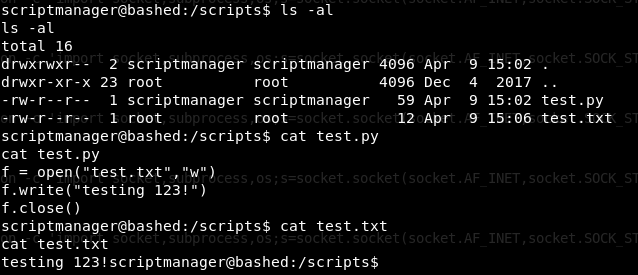 scriptmanager@bashed:/scripts$ ls -al
ls -al
total 16
drwxrwxr--  2 scriptmanager scriptmanager 4096 Apr  9 15:02 .
drwxr-xr-x 23 root          root          4096 Dec  4  2017 ..
-rw-r--r--  1 scriptmanager scriptmanager   59 Apr  9 15:02 test.py
-rw-r--r--  1 root          root            12 Apr  9 15:06 test.txt
scriptmanager@bashed:/scripts$ cat test.py
cat test.py
f = open("test.txt","w")
f.write("testing 123!")
f.close()
scriptmanager@bashed:/scripts$ cat test.txt
cat test.txt
testing 123!scriptmanager@bashed:/scripts$